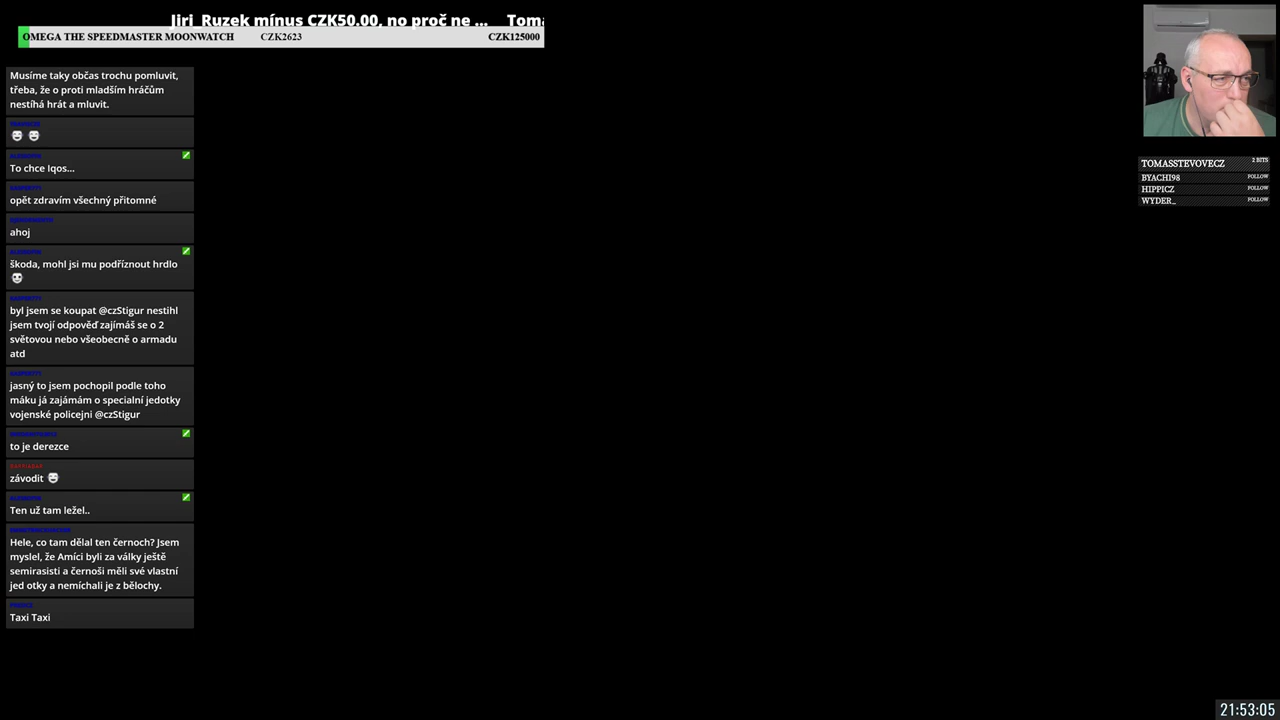 Jiri_Ruzek mínus CZK50.00, no proč ne ... Toma
OMEGA THE SPEEDMASTER MOONWATCH CZK2623 CZK125000
Musíme taky občas trochu pomluvit,
třeba, že o proti mladším hráčům
nestíhá hrát a mluvit.
To chce Iqos...
opět zdravím všechný přitomné
ahoj
škoda, mohl jsi mu podříznout hrdlo
byl jsem se koupat @czStigur nestihl
jsem tvojí odpověď zajímáš se o 2
světovou nebo všeobecně o armadu
atd
jasný to jsem pochopil podle toho
máku já zajámám o specialní jedotky
vojenské policejni @czStigur
to je derezce
závodit
Ten už tam ležel..
Hele, co tam dělal ten černoch? Jsem
myslel, že Amíci byli za války ještě
semirasisti a černoši měli své vlastní
jed otky a nemíchali je z bělochy.
Taxi Taxi
TOMASSTEVOVECZ 2 BITS
BYACHI98 FOLLOW
HIPPICZ FOLLOW
WYDER_ FOLLOW
21:53:05